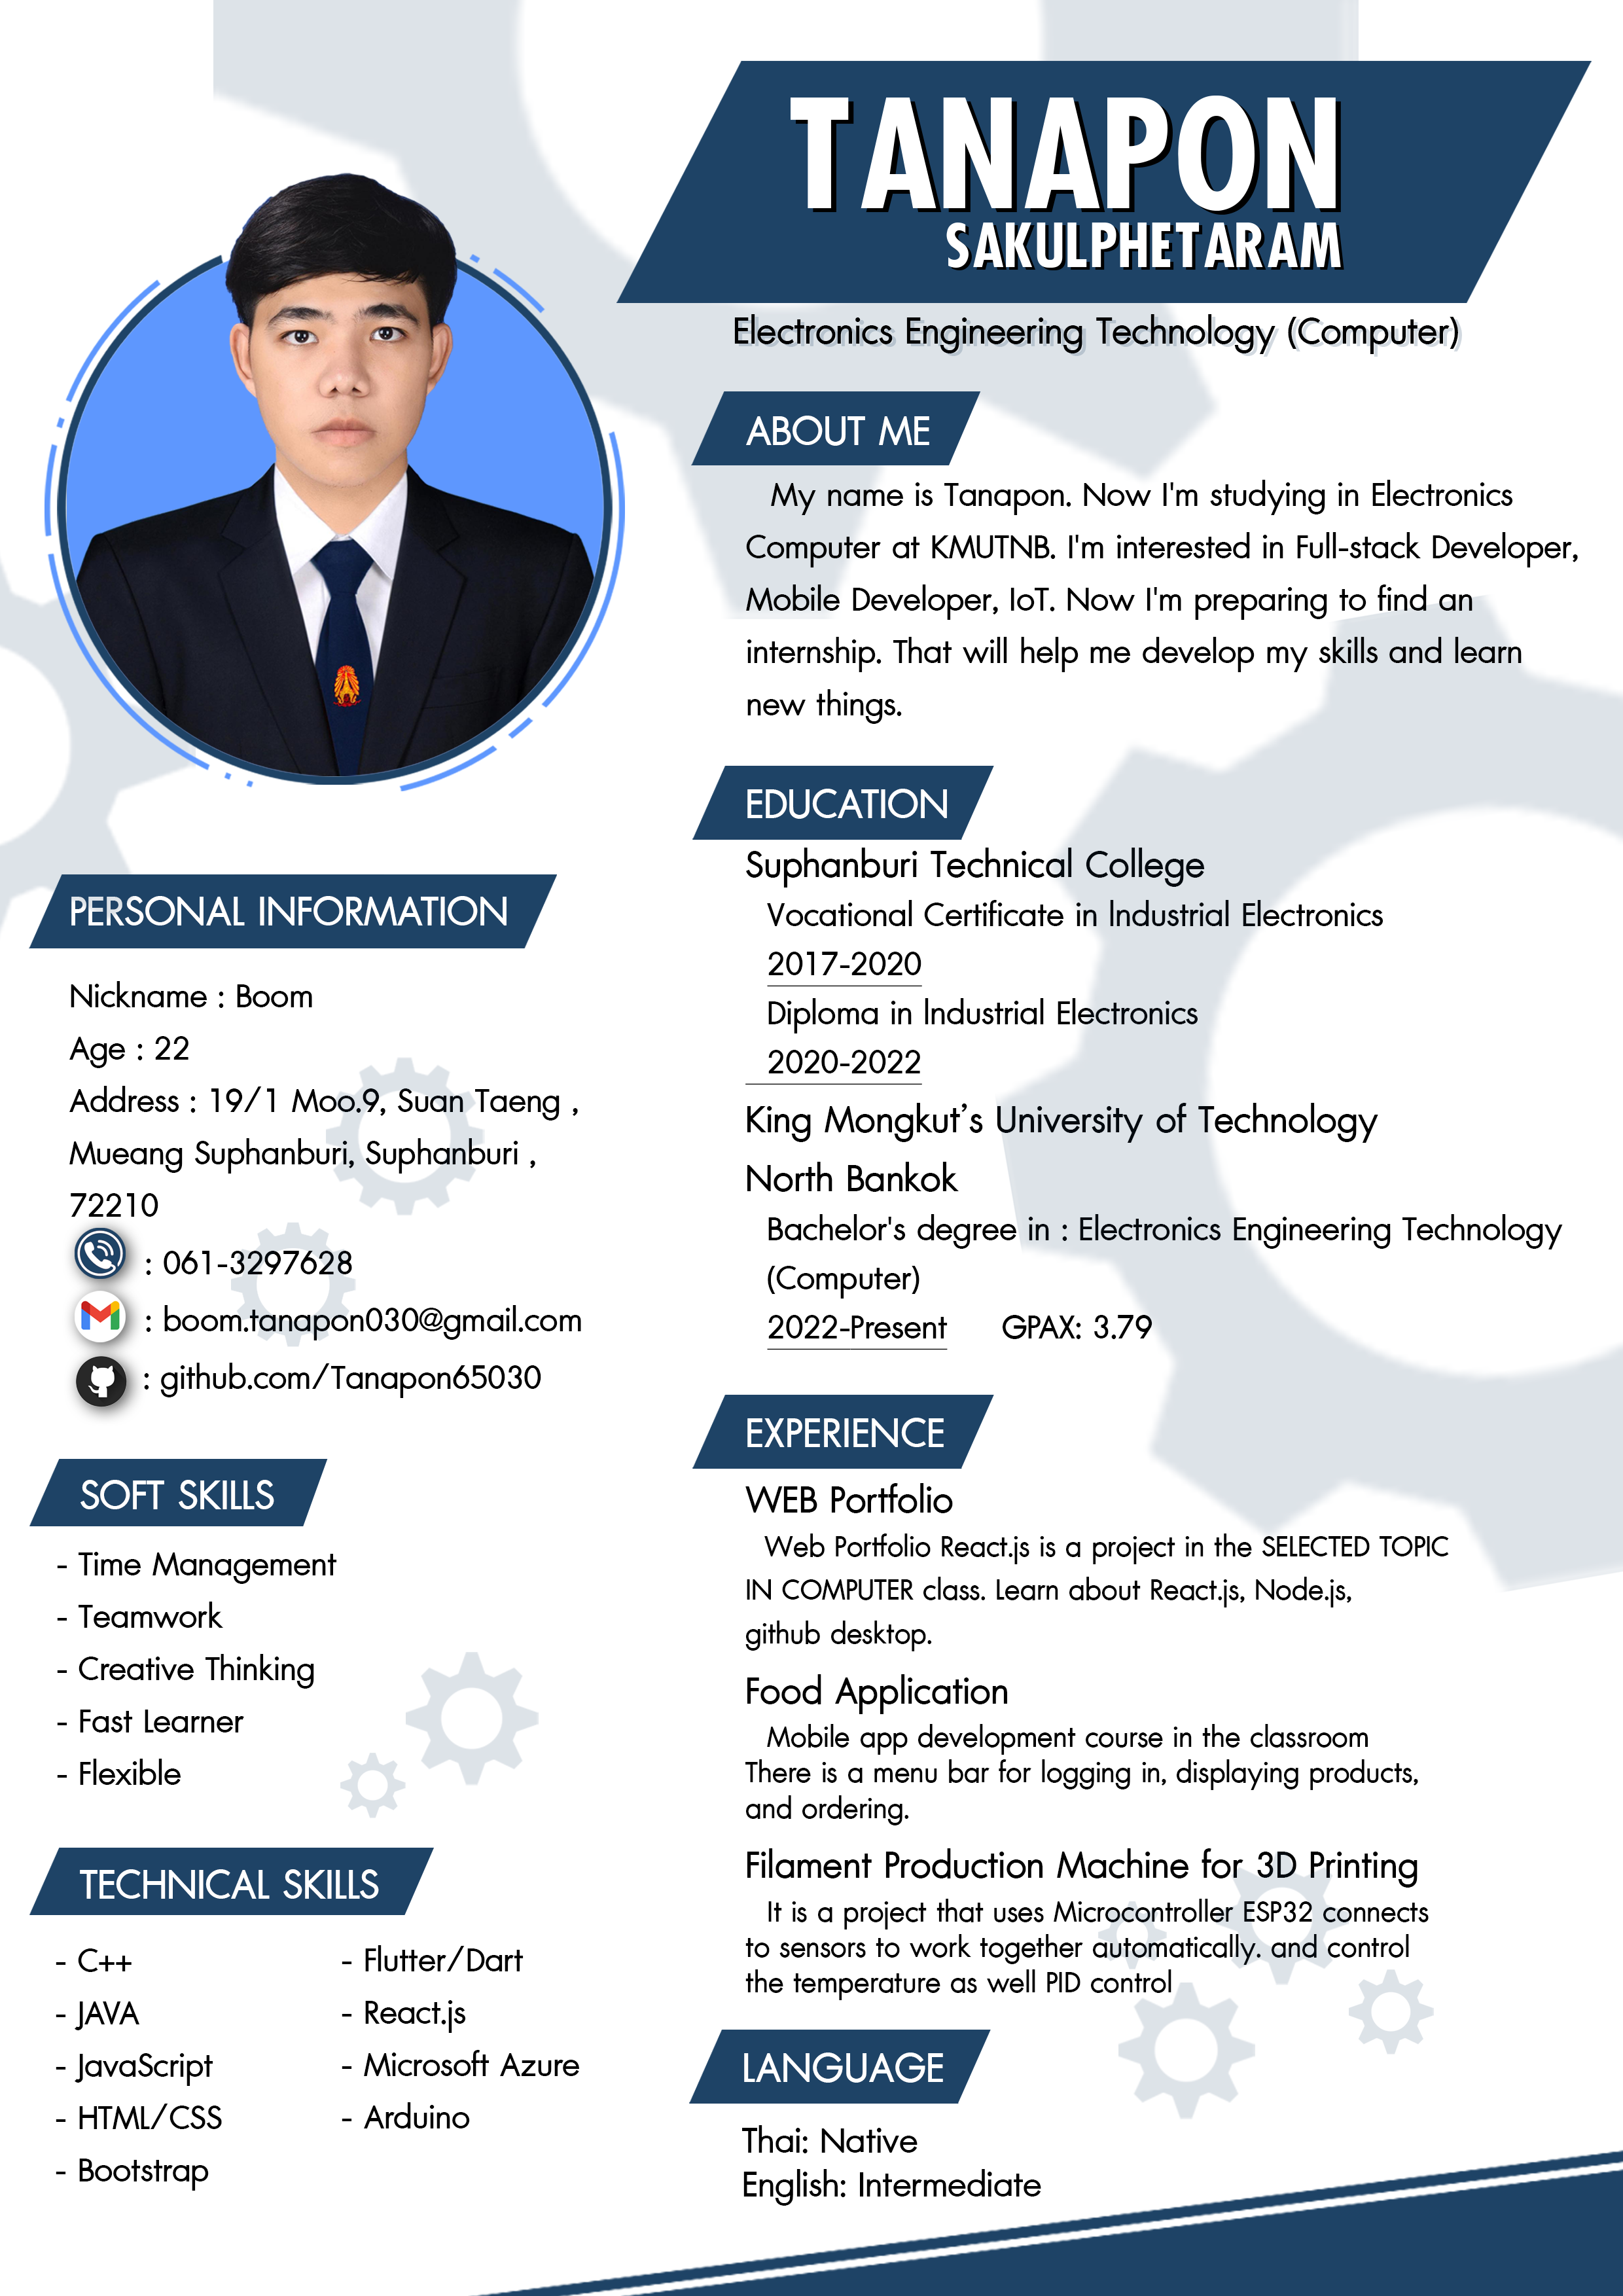 TANAPON
SAKULPHETARAM
Electronics Engineering Technology (Computer)
ABOUT ME
My name is Tanapon. Now I'm studying in Electronics
Computer at KMUTNB. I'm interested in Full-stack Developer,
Mobile Developer, IoT. Now I'm preparing to find an
internship. That will help me develop my skills and learn
new things.
EDUCATION
Suphanburi Technical College
Vocational Certificate in lndustrial Electronics
2017-2020
Diploma in lndustrial Electronics
2020-2022
King Mongkut’s University of Technology
North Bankok
Bachelor's degree in : Electronics Engineering Technology
(Computer)
2022-Present GPAX: 3.79
EXPERIENCE
WEB Portfolio
Web Portfolio React.js is a project in the SELECTED TOPIC
IN COMPUTER class. Learn about React.js, Node.js,
github desktop.
Food Application
Mobile app development course in the classroom
There is a menu bar for logging in, displaying products,
and ordering.
Filament Production Machine for 3D Printing
It is a project that uses Microcontroller ESP32 connects
to sensors to work together automatically. and control
the temperature as well PID control
LANGUAGE
Thai: Native
English: Intermediate
PERSONAL INFORMATION
Nickname : Boom
Age : 22
Address : 19/1 Moo.9, Suan Taeng ,
Mueang Suphanburi, Suphanburi ,
72210
: 061-3297628
: boom.tanapon030@gmail.com
: github.com/Tanapon65030
SOFT SKILLS
- Time Management
- Teamwork
- Creative Thinking
- Fast Learner
- Flexible
TECHNICAL SKILLS
- C++
- JAVA
- JavaScript
- HTML/CSS
- Bootstrap
- Flutter/Dart
- React.js
- Microsoft Azure
- Arduino